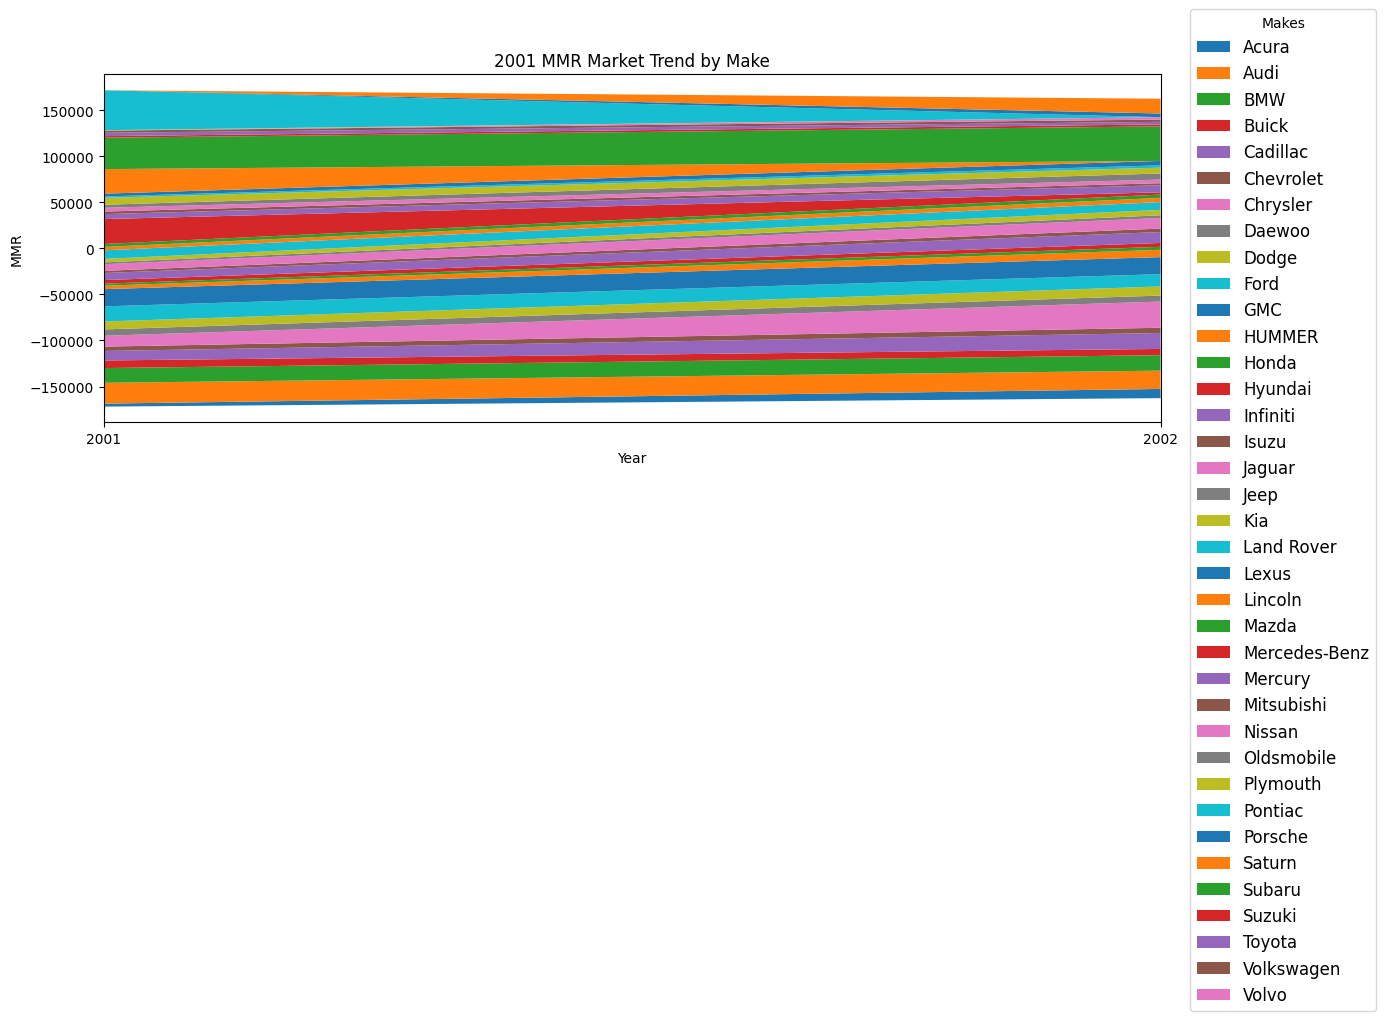 2001 MMR Market Trend by Make
MMR
150000
100000
50000
0
−50000
−100000
−150000
2001
2002
Year
Makes
Acura
Audi
BMW
Buick
Cadillac
Chevrolet
Chrysler
Daewoo
Dodge
Ford
GMC
HUMMER
Honda
Hyundai
Infiniti
Isuzu
Jaguar
Jeep
Kia
Land Rover
Lexus
Lincoln
Mazda
Mercedes-Benz
Mercury
Mitsubishi
Nissan
Oldsmobile
Plymouth
Pontiac
Porsche
Saturn
Subaru
Suzuki
Toyota
Volkswagen
Volvo